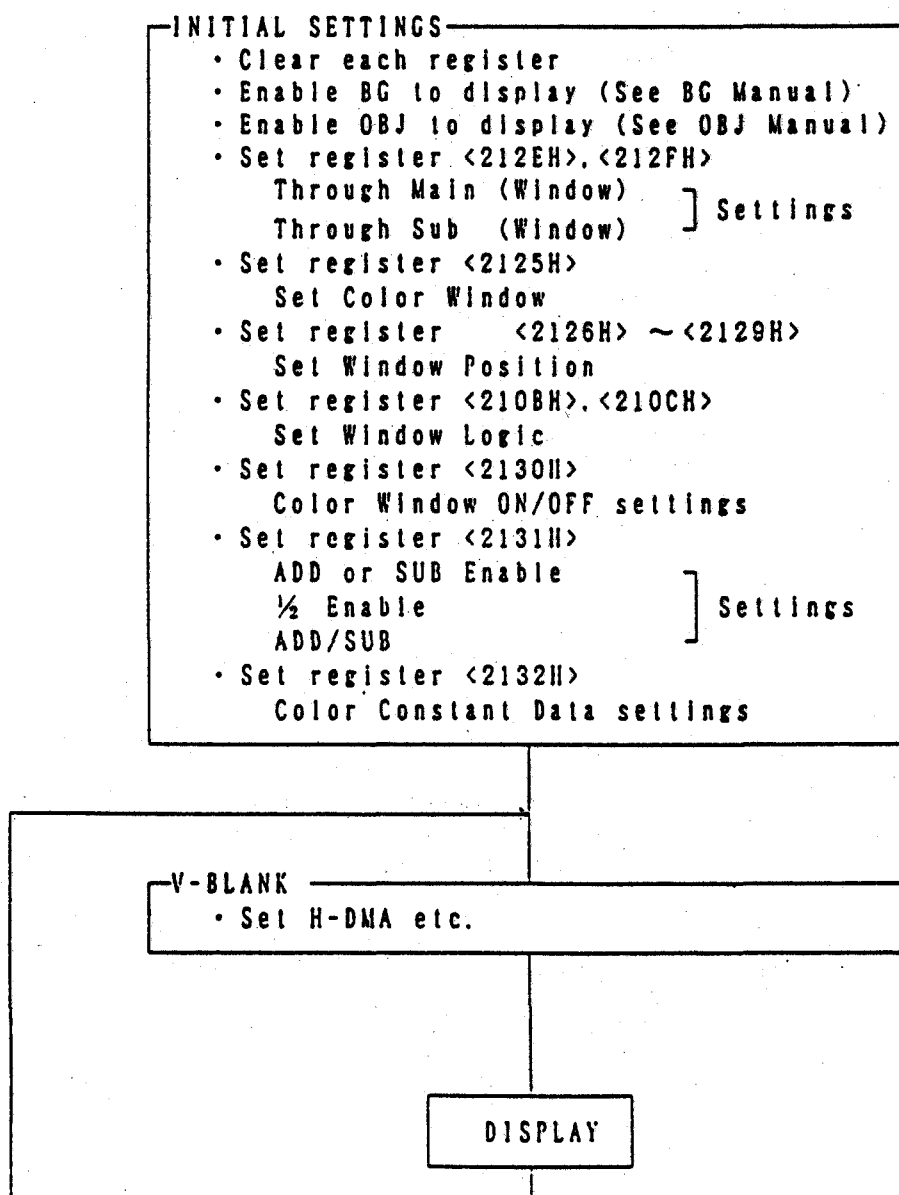 INITIAL SETTINGS
・Clear each register
・Enable BG to display (See BG Manual)
・Enable OBJ to display (See OBJ Manual)
・Set register <212EH>,<212FH>
Through Main (Window)
Through Sub (Window)
Settings
・Set register <2125H>
Set Color Window
・Set register <2126H> ~<2129H>
Set Window Position
・Set register <210BH>,<210CH>
Set Window Logic
・Set register <2130H>
Color Window ON/OFF settings
・Set register <2131H>
ADD or SUB Enable
½ Enable
ADD/SUB
Settings
・Set register <2132H>
Color Constant Data settings
V-BLANK
・Set H-DMA etc.
DISPLAY